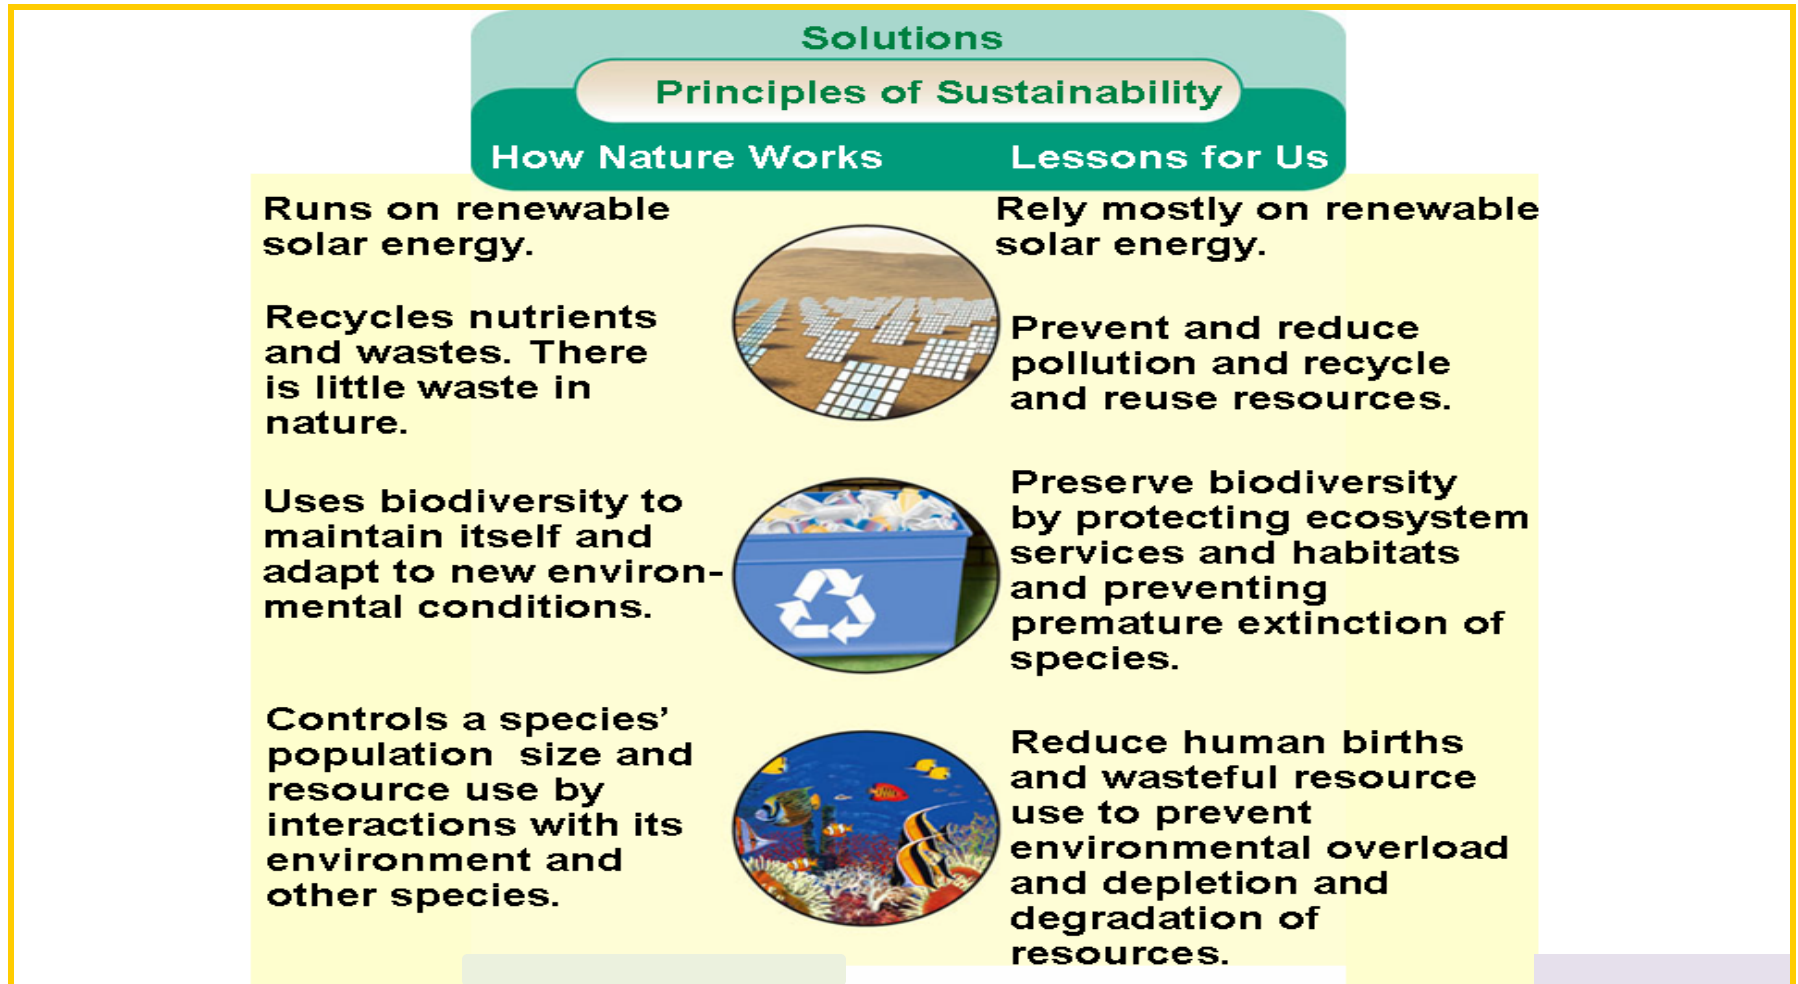 Solutions
Principles of Sustainability
How Nature Works
Lessons for Us
Runs on renewable
solar energy.
Rely mostly on renewable
solar energy.
Recycles nutrients
and wastes. There
is little waste in
nature.
Prevent and reduce
pollution and recycle
and reuse resources.
Uses biodiversity to
maintain itself and
adapt to new environ-
mental conditions.
Preserve biodiversity
by protecting ecosystem
services and habitats
and preventing
premature extinction of
species.
Controls a species’
population  size and
resource use by
interactions with its
environment and
other species.
Reduce human births
and wasteful resource
use to prevent
environmental overload
and depletion and
degradation of
resources.